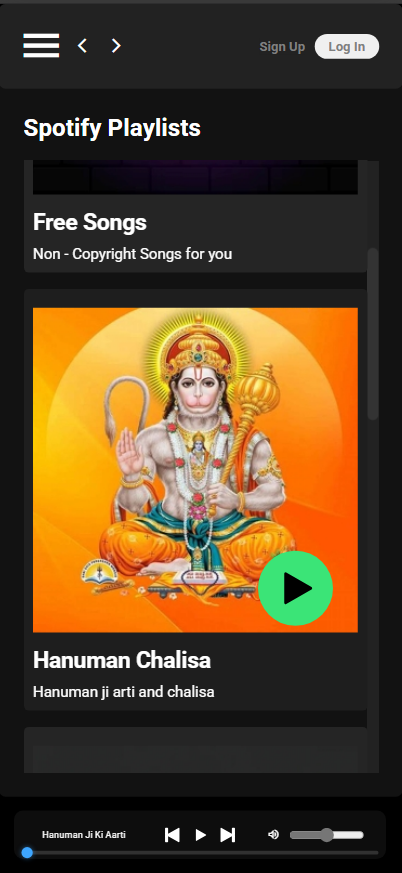 Sign Up
Log In
Spotify Playlists
Free Songs
Non - Copyright Songs for you
Hanuman Chalisa
Hanuman ji arti and chalisa
Hanuman Ji Ki Aarti